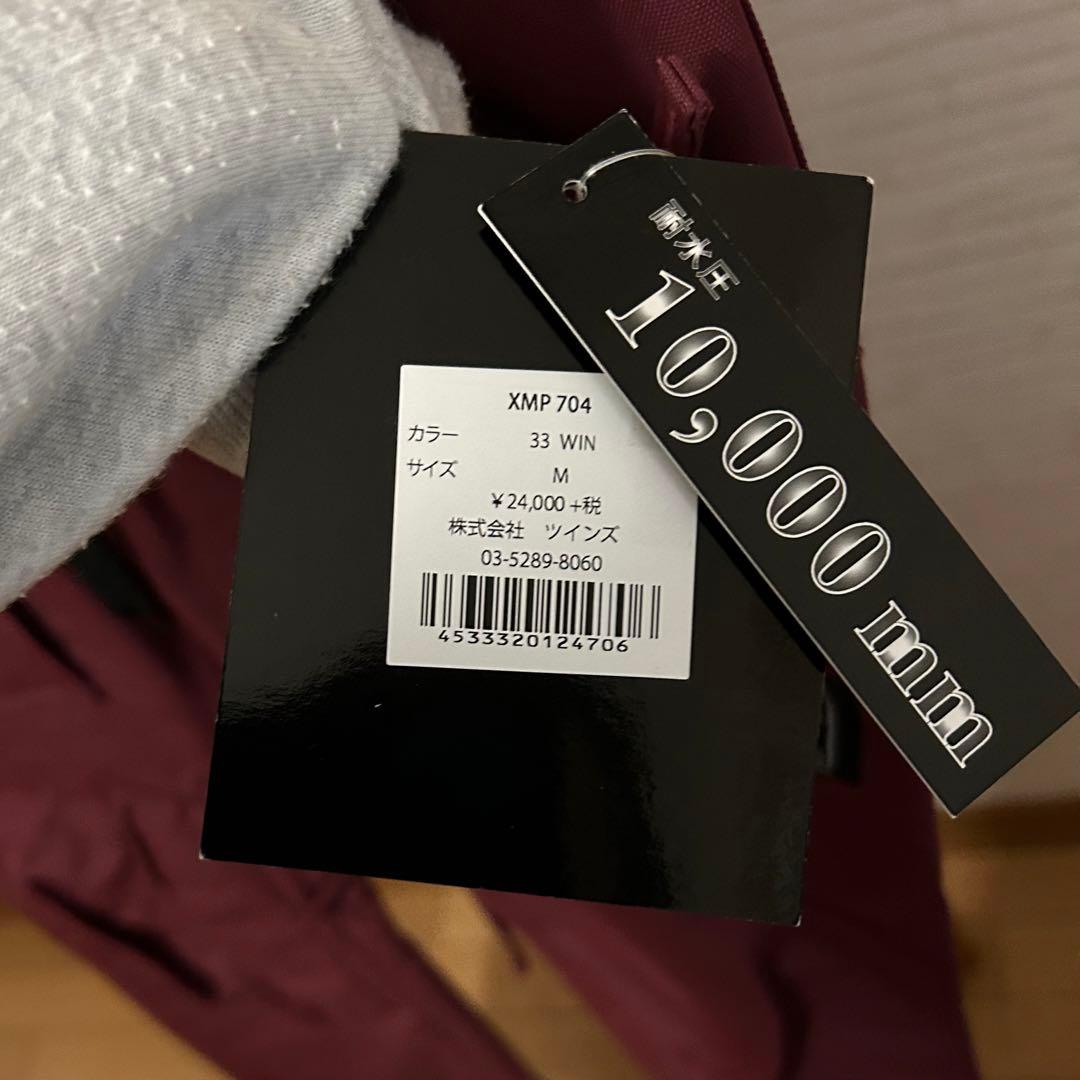 耐水圧
10,000 mm
XMP 704
カラー 33 WIN
サイズ M
¥24,000+税
株式会社 ツインズ
03-5289-8060
4533320124706